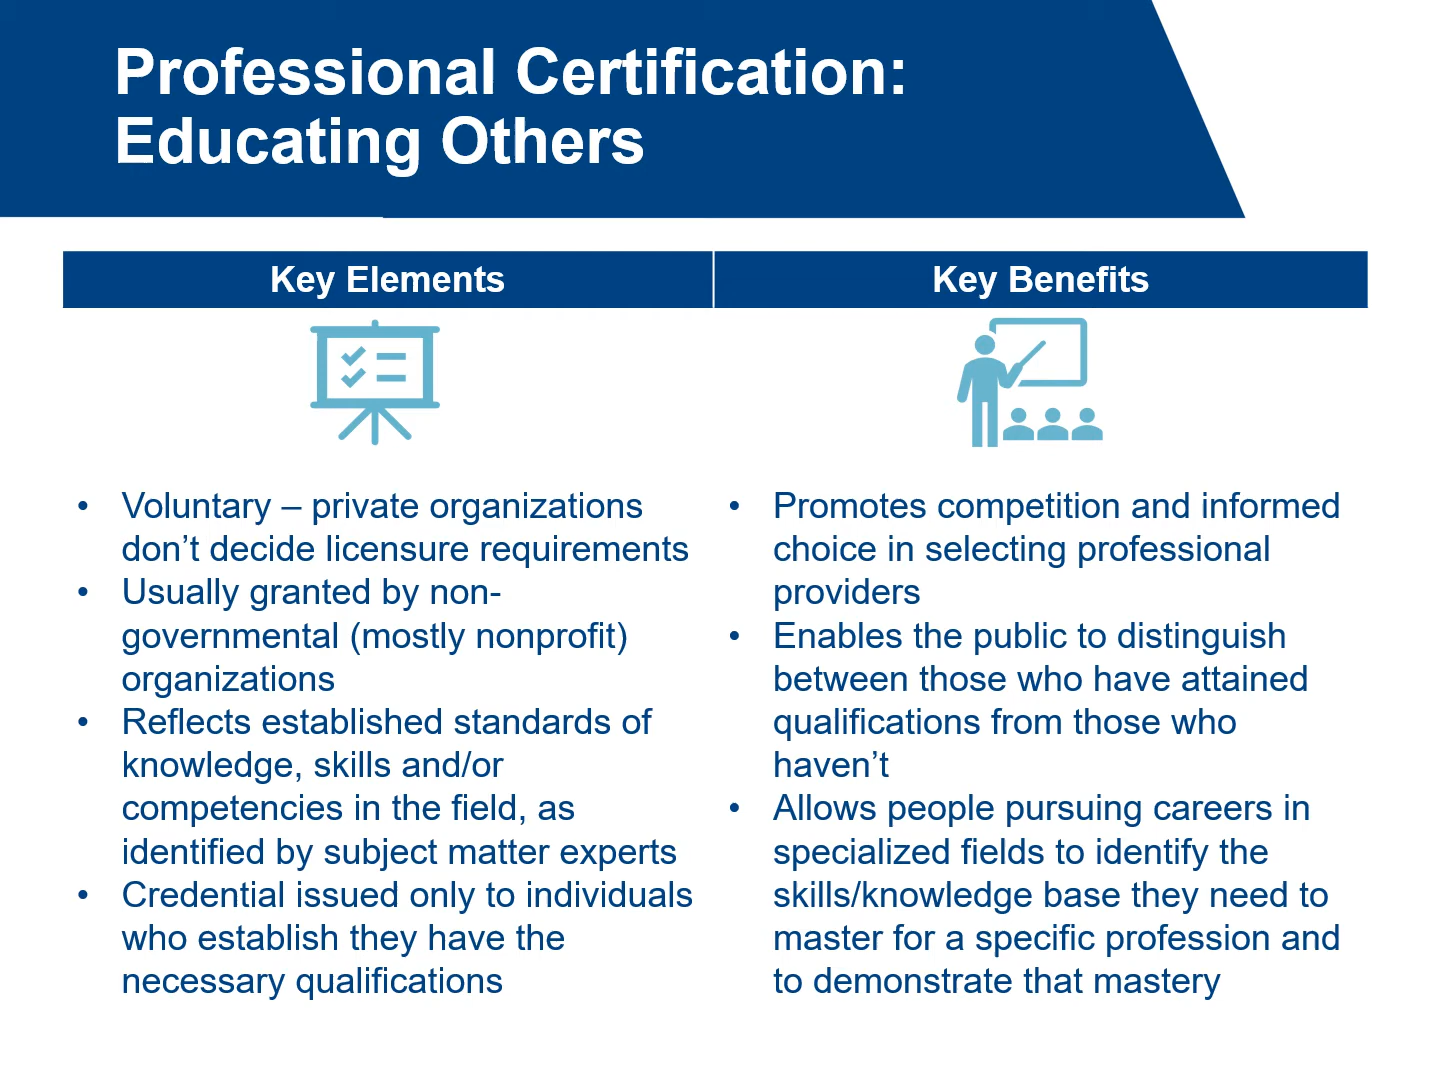 Professional Certification:
Educating Others
Key Elements
• Voluntary – private organizations
don’t decide licensure requirements
• Usually granted by non-
governmental (mostly nonprofit)
organizations
• Reflects established standards of
knowledge, skills and/or
competencies in the field, as
identified by subject matter experts
• Credential issued only to individuals
who establish they have the
necessary qualifications
Key Benefits
• Promotes competition and informed
choice in selecting professional
providers
• Enables the public to distinguish
between those who have attained
qualifications from those who
haven’t
• Allows people pursuing careers in
specialized fields to identify the
skills/knowledge base they need to
master for a specific profession and
to demonstrate that mastery